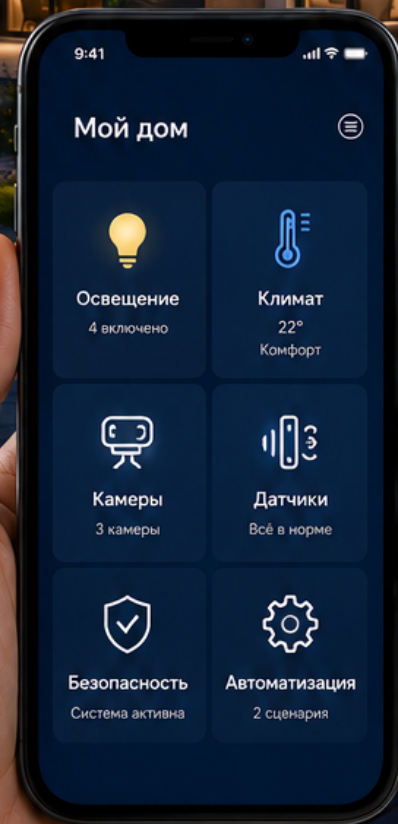 9:41
Мой дом
Освещение
4 включено
Климат
22°
Комфорт
Камеры
3 камеры
Датчики
Всё в норме
Безопасность
Система активна
Автоматизация
2 сценария